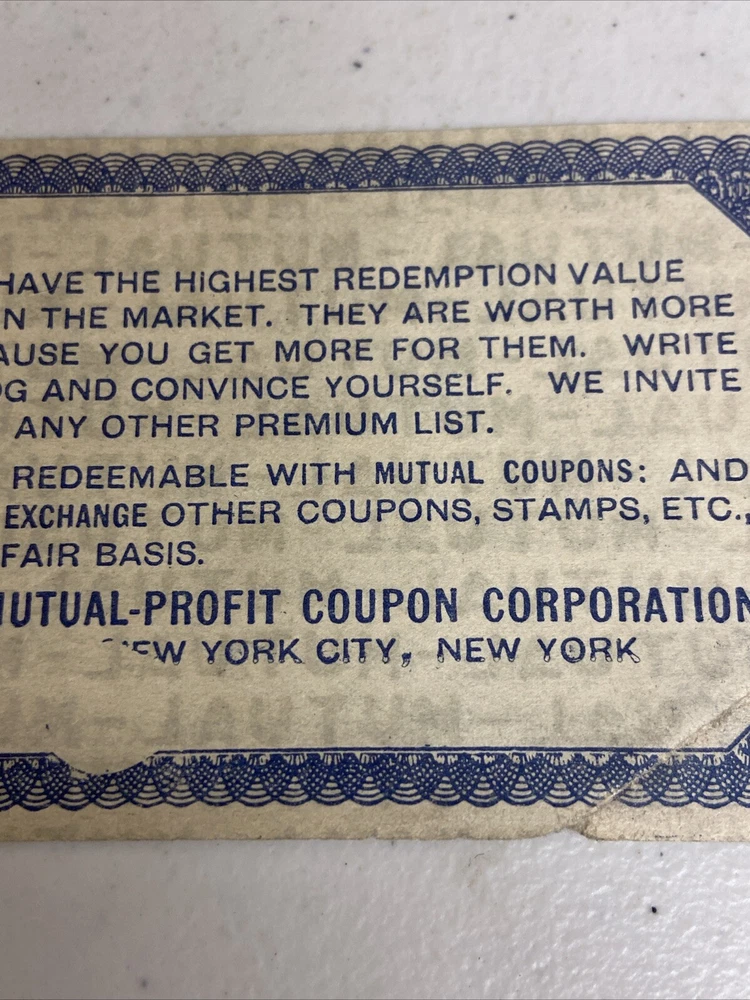 HAVE THE HIGHEST REDEMPTION VALUE
N THE MARKET. THEY ARE WORTH MORE
AUSE YOU GET MORE FOR THEM. WRITE
OG AND CONVINCE YOURSELF. WE INVITE
ANY OTHER PREMIUM LIST.
REDEEMABLE WITH MUTUAL COUPONS: AND
EXCHANGE OTHER COUPONS, STAMPS, ETC.,
FAIR BASIS.
MUTUAL-PROFIT COUPON CORPORATION
NEW YORK CITY, NEW YORK